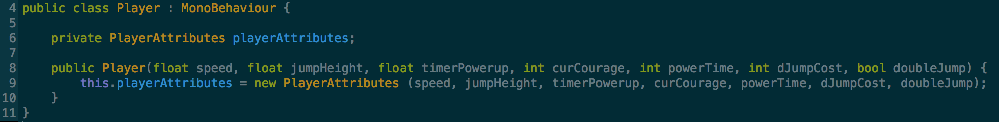 4 public class Player : MonoBehaviour {
5
6     private PlayerAttributes playerAttributes;
7
8     public Player(float speed, float jumpHeight, float timerPowerup, int curCourage, int powerTime, int dJumpCost, bool doubleJump) {
9         this.playerAttributes = new PlayerAttributes (speed, jumpHeight, timerPowerup, curCourage, powerTime, dJumpCost, doubleJump);
10     }
11 }